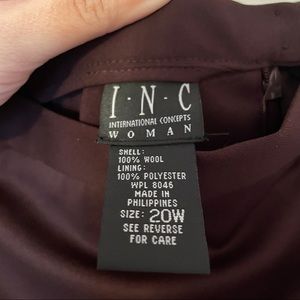 I·N·C
INTERNATIONAL CONCEPTS
WOMAN
SHELL:
100% WOOL
LINING:
100% POLYESTER
WPL 8046
MADE IN
PHILIPPINES
SIZE: 20W
SEE REVERSE
FOR CARE